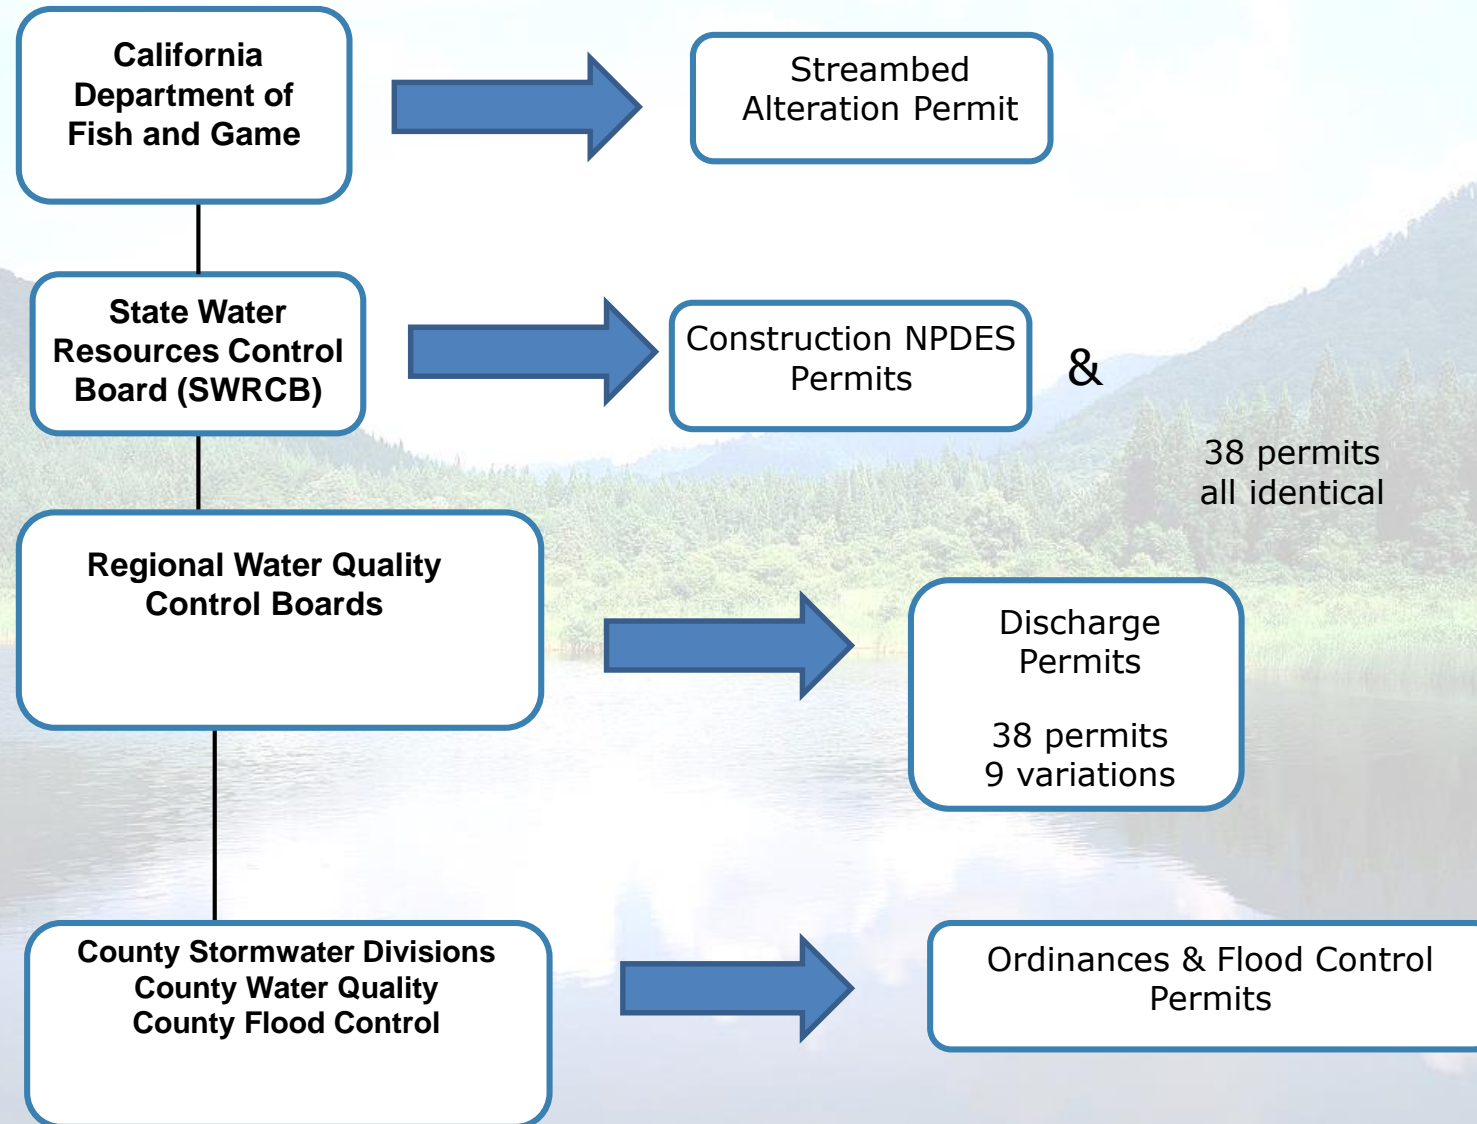 California
Department of
Fish and Game
Streambed
Alteration Permit
State Water
Resources Control
Board (SWRCB)
Construction NPDES
Permits
&
38 permits
all identical
Regional Water Quality
Control Boards
Discharge
Permits
38 permits
9 variations
County Stormwater Divisions
County Water Quality
County Flood Control
Ordinances & Flood Control
Permits